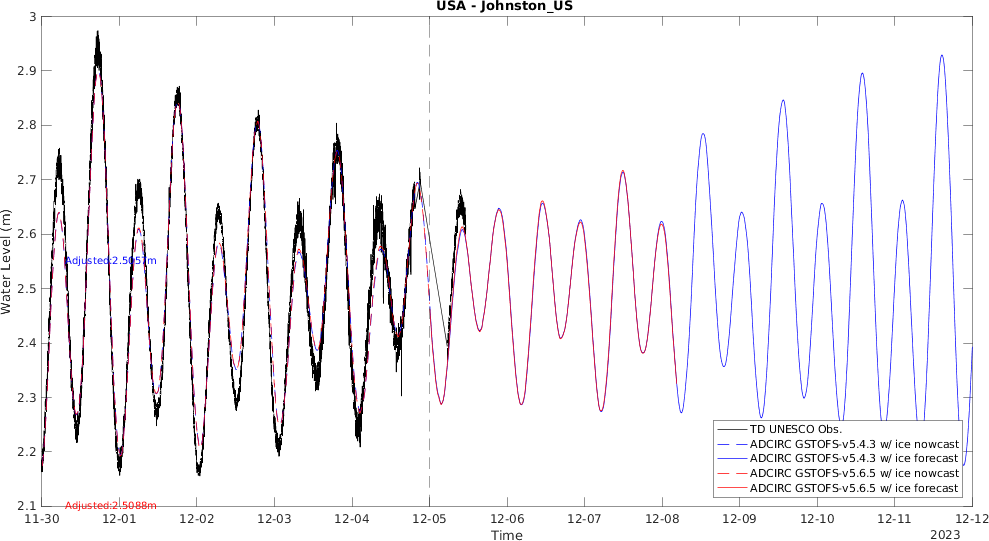 USA - Johnston_US
3
2.9
2.8
2.7
2.6
2.5
2.4
2.3
2.2
2.1
Water Level (m)
Adjusted:2.5057m
Adjusted:2.5088m
TD UNESCO Obs.
ADCIRC GSTOFS-v5.4.3 w/ ice nowcast
ADCIRC GSTOFS-v5.4.3 w/ ice forecast
ADCIRC GSTOFS-v5.6.5 w/ ice nowcast
ADCIRC GSTOFS-v5.6.5 w/ ice forecast
11-30 12-01 12-02 12-03 12-04 12-05 12-06 12-07 12-08 12-09 12-10 12-11 12-12
Time
2023